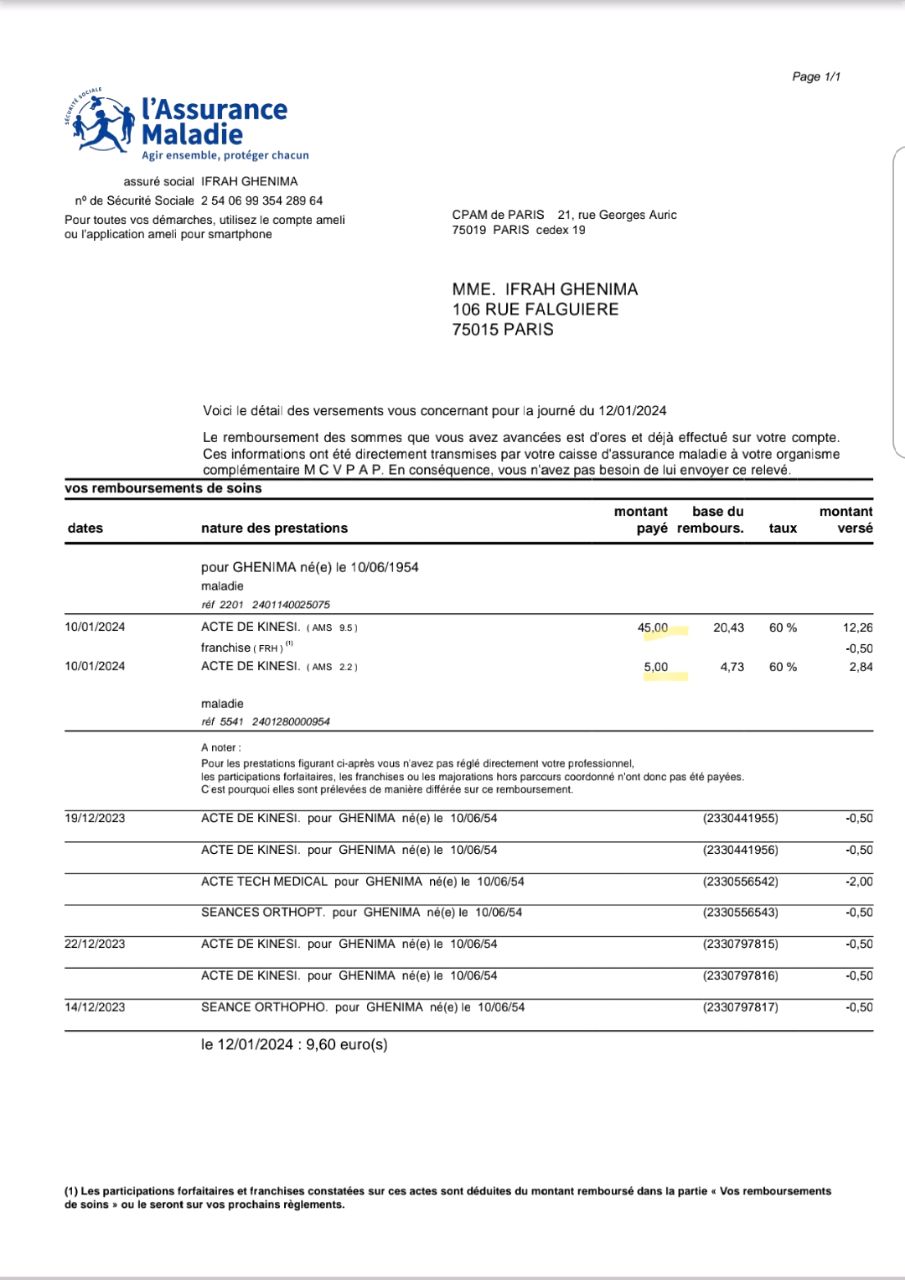 Page 1/1
SÉCURITÉ SOCIALE
l'Assurance
Maladie
Agir ensemble, protéger chacun
assuré social IFRAH GHENIMA
nº de Sécurité Sociale 2 54 06 99 354 289 64
Pour toutes vos démarches, utilisez le compte ameli
ou l'application ameli pour smartphone
CPAM de PARIS 21, rue Georges Auric
75019 PARIS cedex 19
MME. IFRAH GHENIMA
106 RUE FALGUIERE
75015 PARIS
Voici le détail des versements vous concernant pour la journé du 12/01/2024
Le remboursement des sommes que vous avez avancées est d'ores et déjà effectué sur votre compte.
Ces informations ont été directement transmises par votre caisse d'assurance maladie à votre organisme
complémentaire M C V P A P. En conséquence, vous n'avez pas besoin de lui envoyer ce relevé.
vos remboursements de soins
dates nature des prestations montant payé base du rembours. taux montant versé
pour GHENIMA né(e) le 10/06/1954
maladie
réf 2201 2401140025075
10/01/2024 ACTE DE KINESI. ( AMS 9.5 ) 45,00 20,43 60 % 12,26
franchise ( FRH ) (1) -0,50
10/01/2024 ACTE DE KINESI. ( AMS 2.2 ) 5,00 4,73 60 % 2,84
maladie
réf 5541 2401280000954
A noter :
Pour les prestations figurant ci-après vous n'avez pas réglé directement votre professionnel,
les participations forfaitaires, les franchises ou les majorations hors parcours coordonné n'ont donc pas été payées.
C'est pourquoi elles sont prélevées de manière différée sur ce remboursement.
19/12/2023 ACTE DE KINESI. pour GHENIMA né(e) le 10/06/54 (2330441955) -0,50
ACTE DE KINESI. pour GHENIMA né(e) le 10/06/54 (2330441956) -0,50
ACTE TECH MEDICAL pour GHENIMA né(e) le 10/06/54 (2330556542) -2,00
SEANCES ORTHOPT. pour GHENIMA né(e) le 10/06/54 (2330556543) -0,50
22/12/2023 ACTE DE KINESI. pour GHENIMA né(e) le 10/06/54 (2330797815) -0,50
ACTE DE KINESI. pour GHENIMA né(e) le 10/06/54 (2330797816) -0,50
14/12/2023 SEANCE ORTHOPHO. pour GHENIMA né(e) le 10/06/54 (2330797817) -0,50
le 12/01/2024 : 9,60 euro(s)
(1) Les participations forfaitaires et franchises constatées sur ces actes sont déduites du montant remboursé dans la partie « Vos remboursements
de soins » ou le seront sur vos prochains règlements.